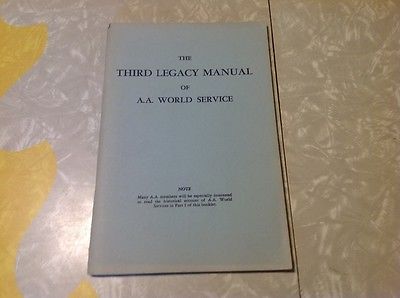 THE
THIRD LEGACY MANUAL
OF
A.A. WORLD SERVICE
NOTE
Many A.A. members will be especially interested
to read the historical account of A.A. World
Services in Part I of this booklet.